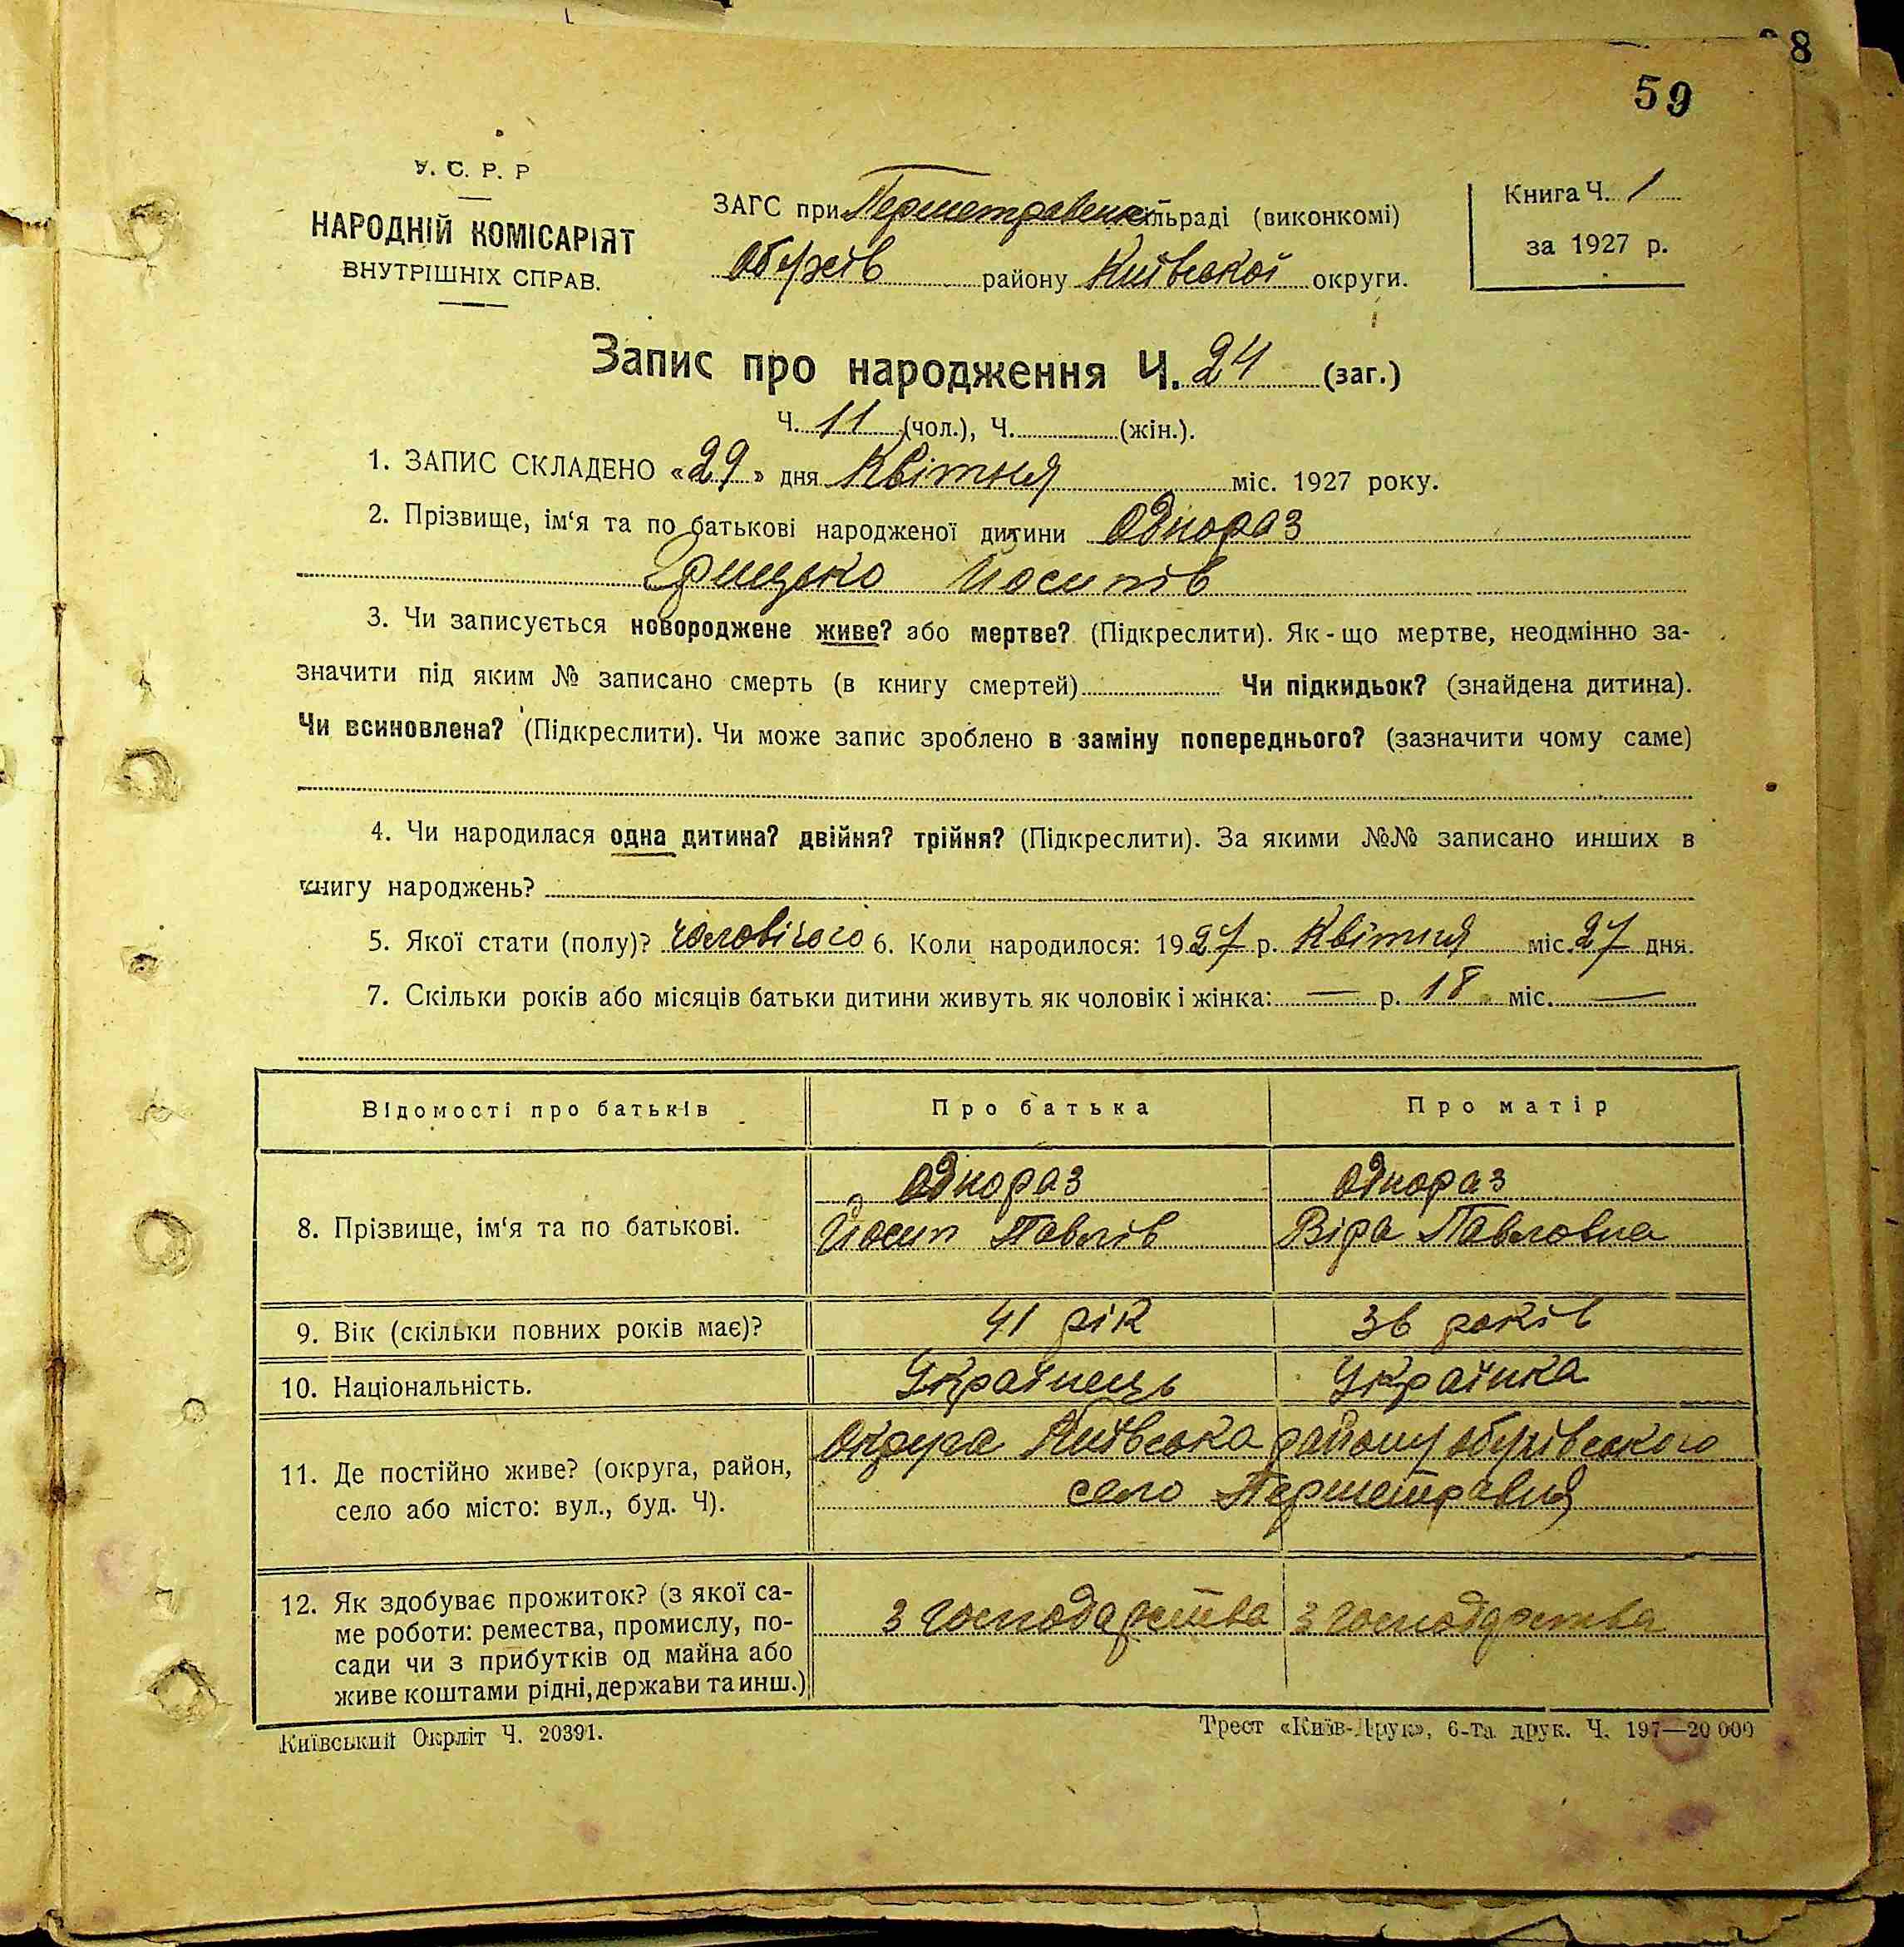 8
59
У. С. Р. Р
НАРОДНІЙ КОМІСАРІЯТ
ВНУТРІШНІХ СПРАВ.
ЗАГС при Першетравенсільраді (виконкомі)
району Київської округи.
Книга Ч. 1
за 1927 р.
Запис про народження Ч. 24 (заг.)
Ч. 11 (чол.), Ч. (жін.).
1. ЗАПИС СКЛАДЕНО «29» дня Квітня міс. 1927 року.
2. Прізвище, ім‘я та по батькові народженої дитини Однораз
Грицько Йосипів
3. Чи записується новороджене живе? або мертве? (Підкреслити). Як-що мертве, неодмінно за-
значити під яким № записано смерть (в книгу смертей) Чи підкидьок? (знайдена дитина).
Чи всиновлена? (Підкреслити). Чи може запис зроблено в заміну попереднього? (зазначити чому саме)
4. Чи народилася одна дитина? двійня? трійня? (Підкреслити). За якими №№ записано инших в
книгу народжень?
5. Якої стати (полу)? чоловічого 6. Коли народилося: 1927 р. Квітня міс. 27 дня.
7. Скільки років або місяців батьки дитини живуть як чоловік і жінка: — р. 18 міс. —
Відомості про батьків Про батька Про матір
8. Прізвище, ім‘я та по батькові.
Однораз Однораз
Йосип Павлів Віра Павловна
9. Вік (скільки повних років має)? 41 рік 36 років
10. Національність. Українець Українка
11. Де постійно живе? (округа, район,
село або місто: вул., буд. Ч).
Округа Київська району обухівського
село Першетравня
12. Як здобуває прожиток? (з якої са-
ме роботи: ремества, промислу, по-
сади чи з прибутків од майна або
живе коштами рідні, держави та инш.)
з господарства з господарства
Київський Окрліт Ч. 20391.
Трест «Київ-Друк», 6-та друк. Ч. 197—20 000